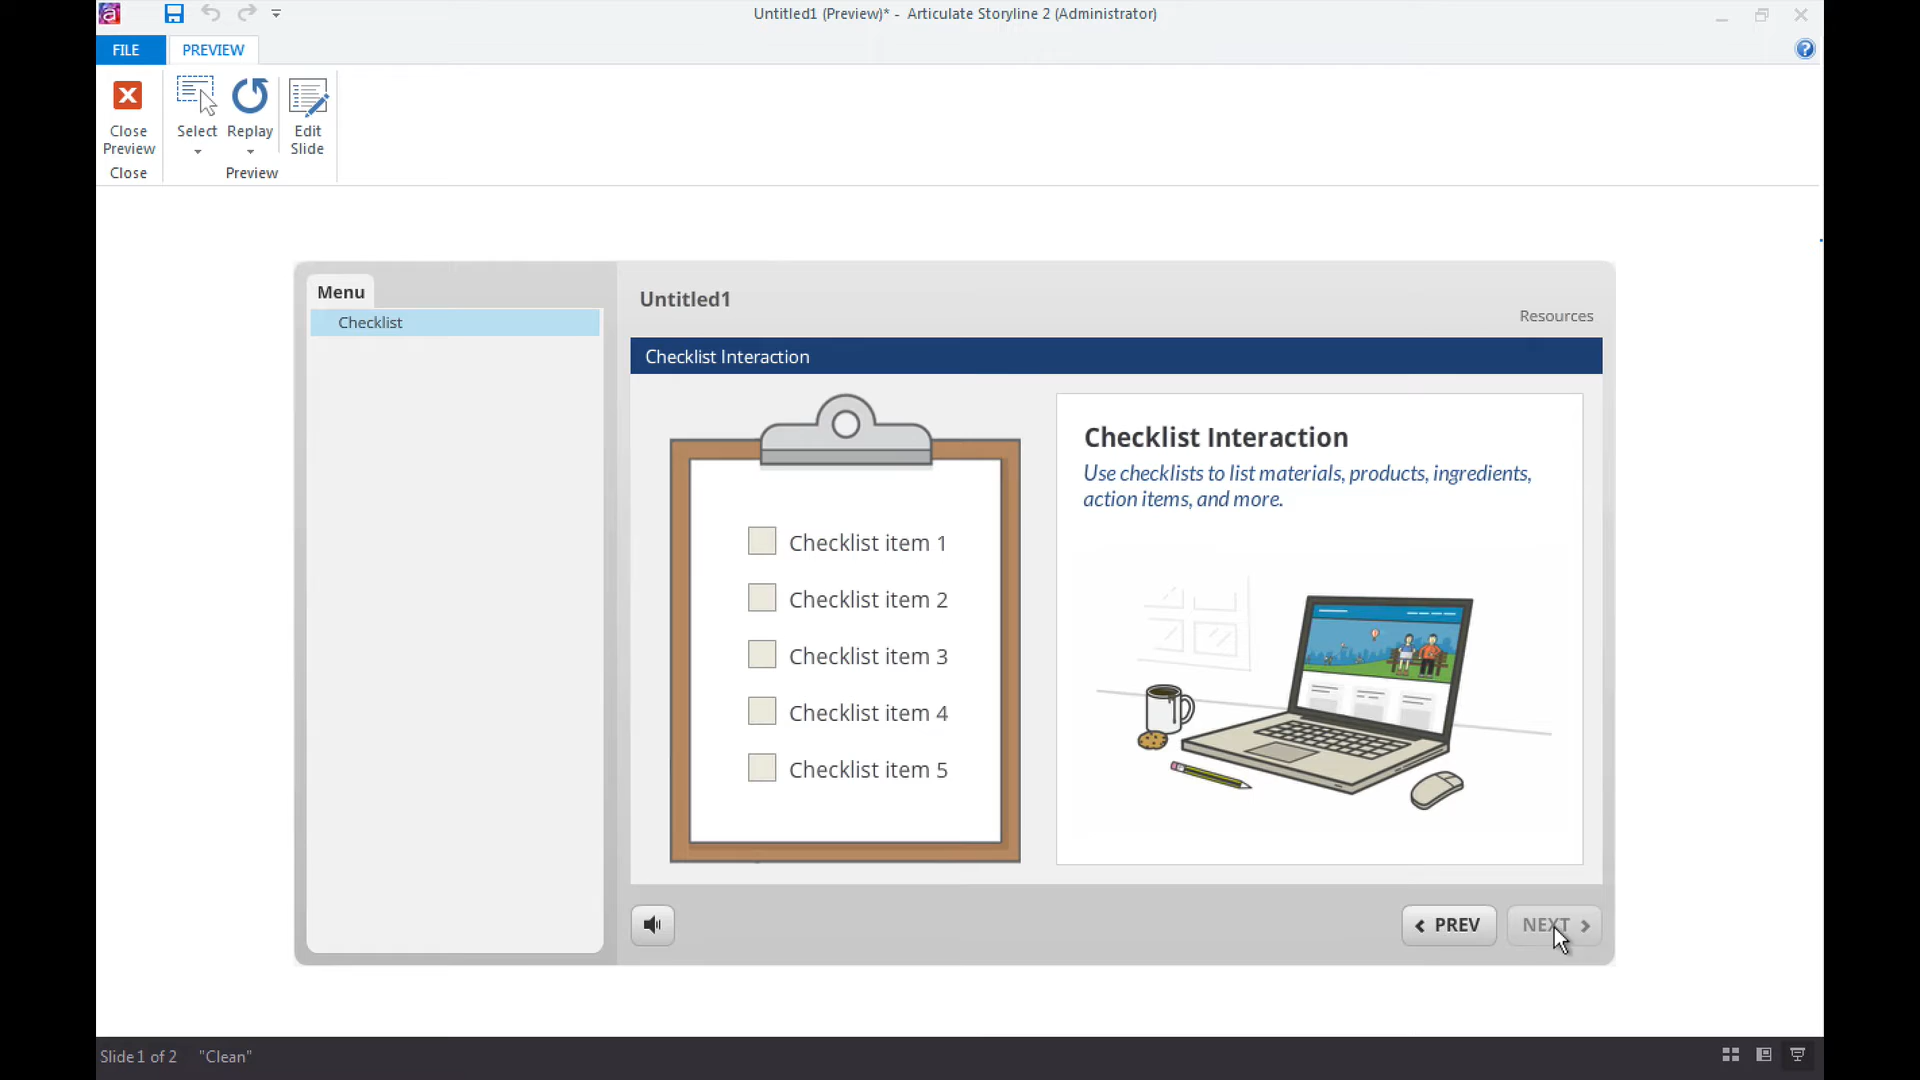 Untitled1 (Preview)* - Articulate Storyline 2 (Administrator)
FILE
PREVIEW
Close
Preview
Select
Replay
Edit
Slide
Close
Preview
Menu
Checklist
Untitled1
Resources
Checklist Interaction
Checklist item 1
Checklist item 2
Checklist item 3
Checklist item 4
Checklist item 5
Checklist Interaction
Use checklists to list materials, products, ingredients,
action items, and more.
PREV
NEXT
Slide 1 of 2 "Clean"